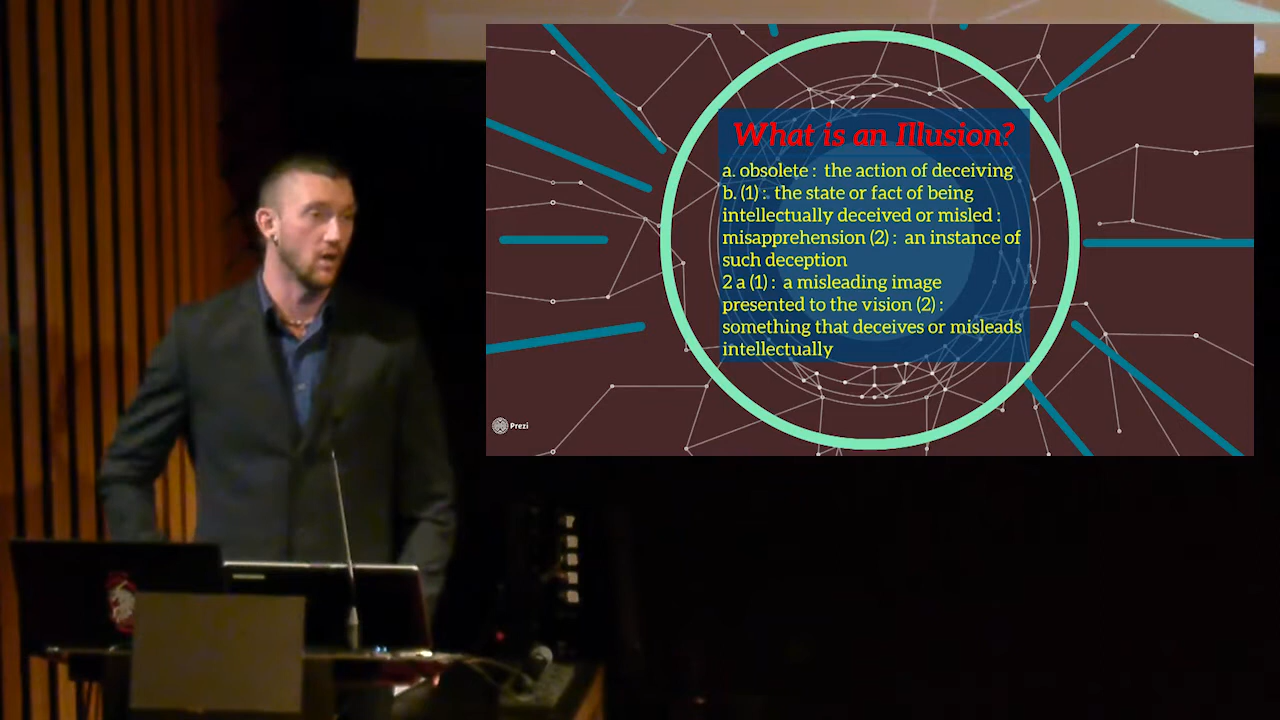 What is an Illusion?
a. obsolete : the action of deceiving
b. (1) : the state or fact of being
intellectually deceived or misled :
misapprehension (2) : an instance of
such deception
2 a (1) : a misleading image
presented to the vision (2) :
something that deceives or misleads
intellectually
Prezi